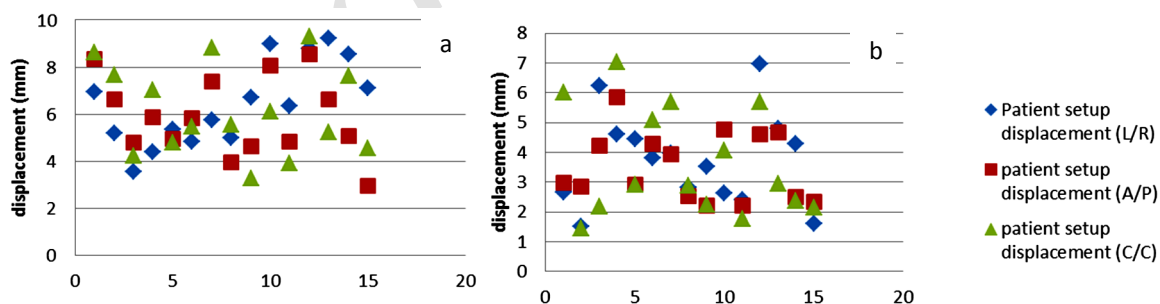 10
8
6
4
2
0
displacement (mm)
a
0 5 10 15 20
8
7
6
5
4
3
2
1
0
displacement (mm)
b
0 5 10 15 20
Patient setup
displacement (L/R)
patient setup
displacement (A/P)
patient setup
displacement (C/C)